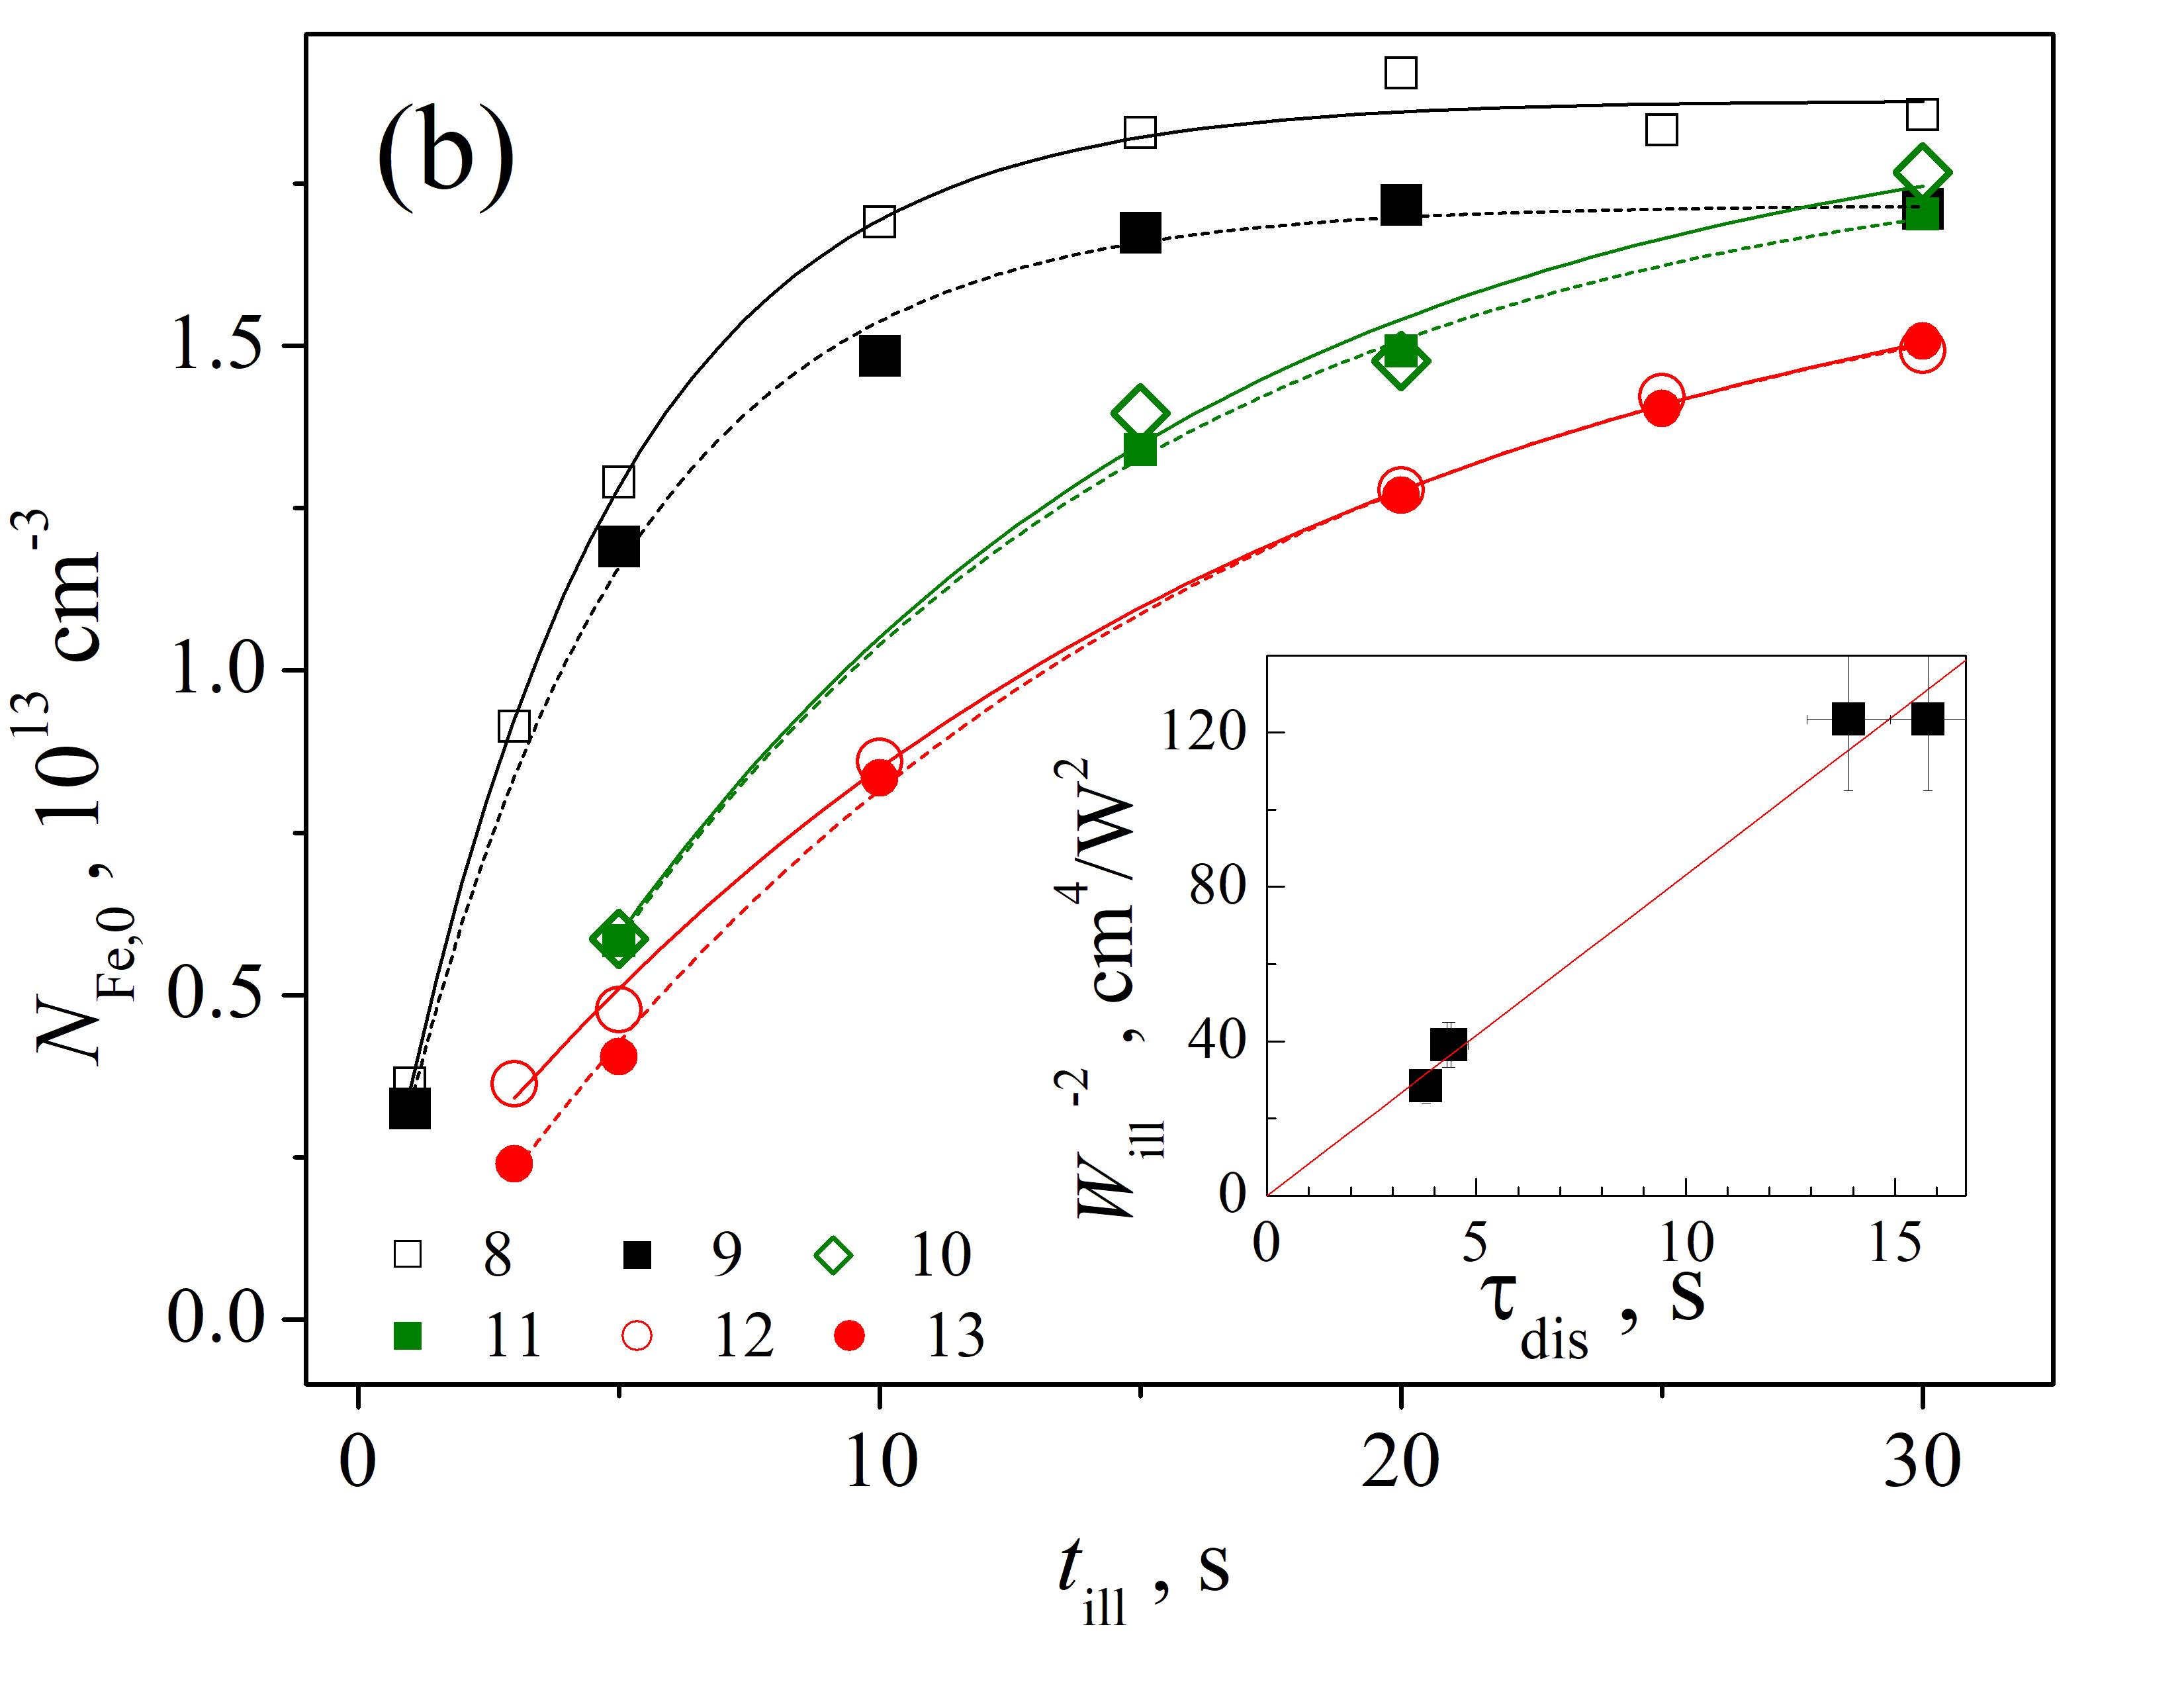 (b)
N Fe,0 , 10^13 cm^-3
1.5
1.0
0.5
0.0
0 10 20 30
t ill , s
8 9 10
11 12 13
W ill ^-2 , cm^4/W^2
120
80
40
0
0 5 10 15
τ dis , s